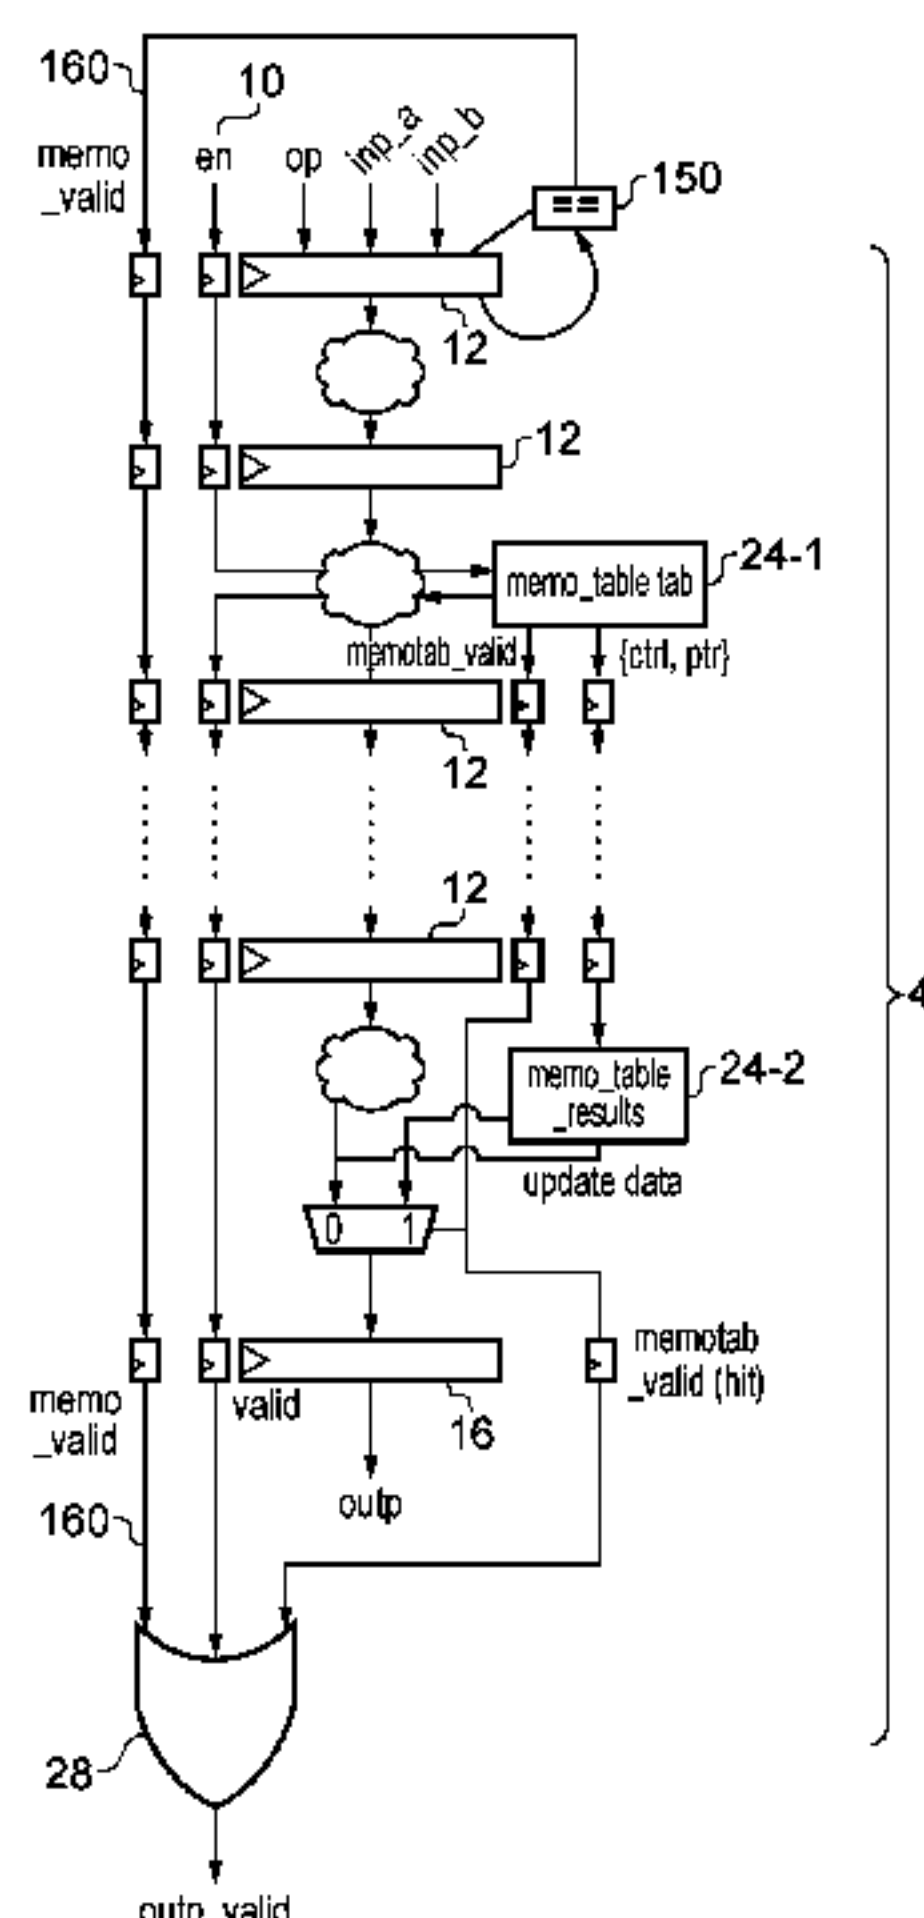 160
10
memo
_valid
en
op
inp_a
inp_b
==
150
12
12
memo_table tab
24-1
memotab_valid
{ctrl, ptr}
12
12
4
memo_table
_results
24-2
update data
0
1
memotab
_valid (hit)
memo
_valid
valid
16
outp
160
28
outp_valid